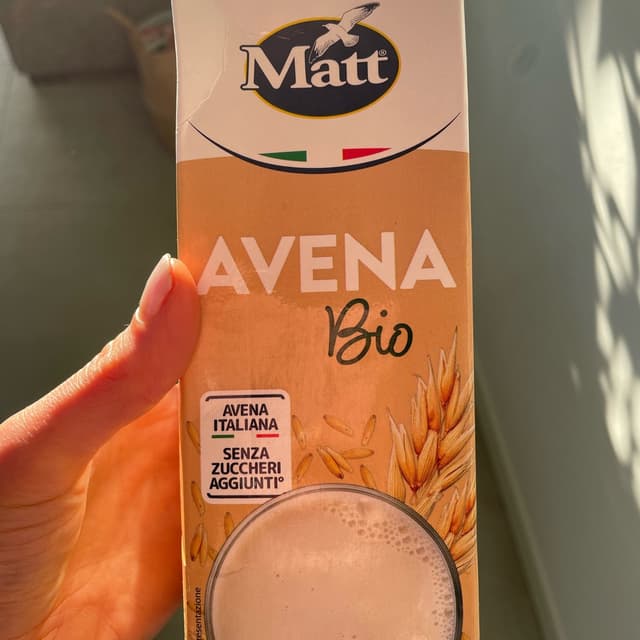 Matt®
AVENA
Bio
AVENA
ITALIANA
SENZA
ZUCCHERI
AGGIUNTI°